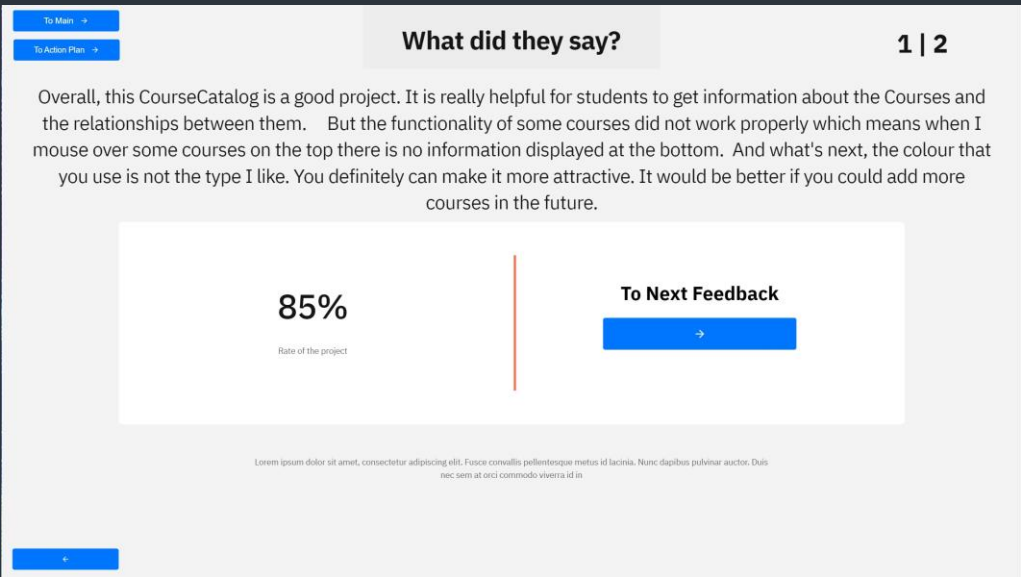 To Main →
To Action Plan →
What did they say?
1 | 2
Overall, this CourseCatalog is a good project. It is really helpful for students to get information about the Courses and
the relationships between them. But the functionality of some courses did not work properly which means when I
mouse over some courses on the top there is no information displayed at the bottom. And what's next, the colour that
you use is not the type I like. You definitely can make it more attractive. It would be better if you could add more
courses in the future.
85%
Rate of the project
To Next Feedback
→
Lorem ipsum dolor sit amet, consectetur adipiscing elit. Fusce convallis pellentesque metus id lacinia. Nunc dapibus pulvinar auctor. Duis
nec sem at orci commodo viverra id in
←